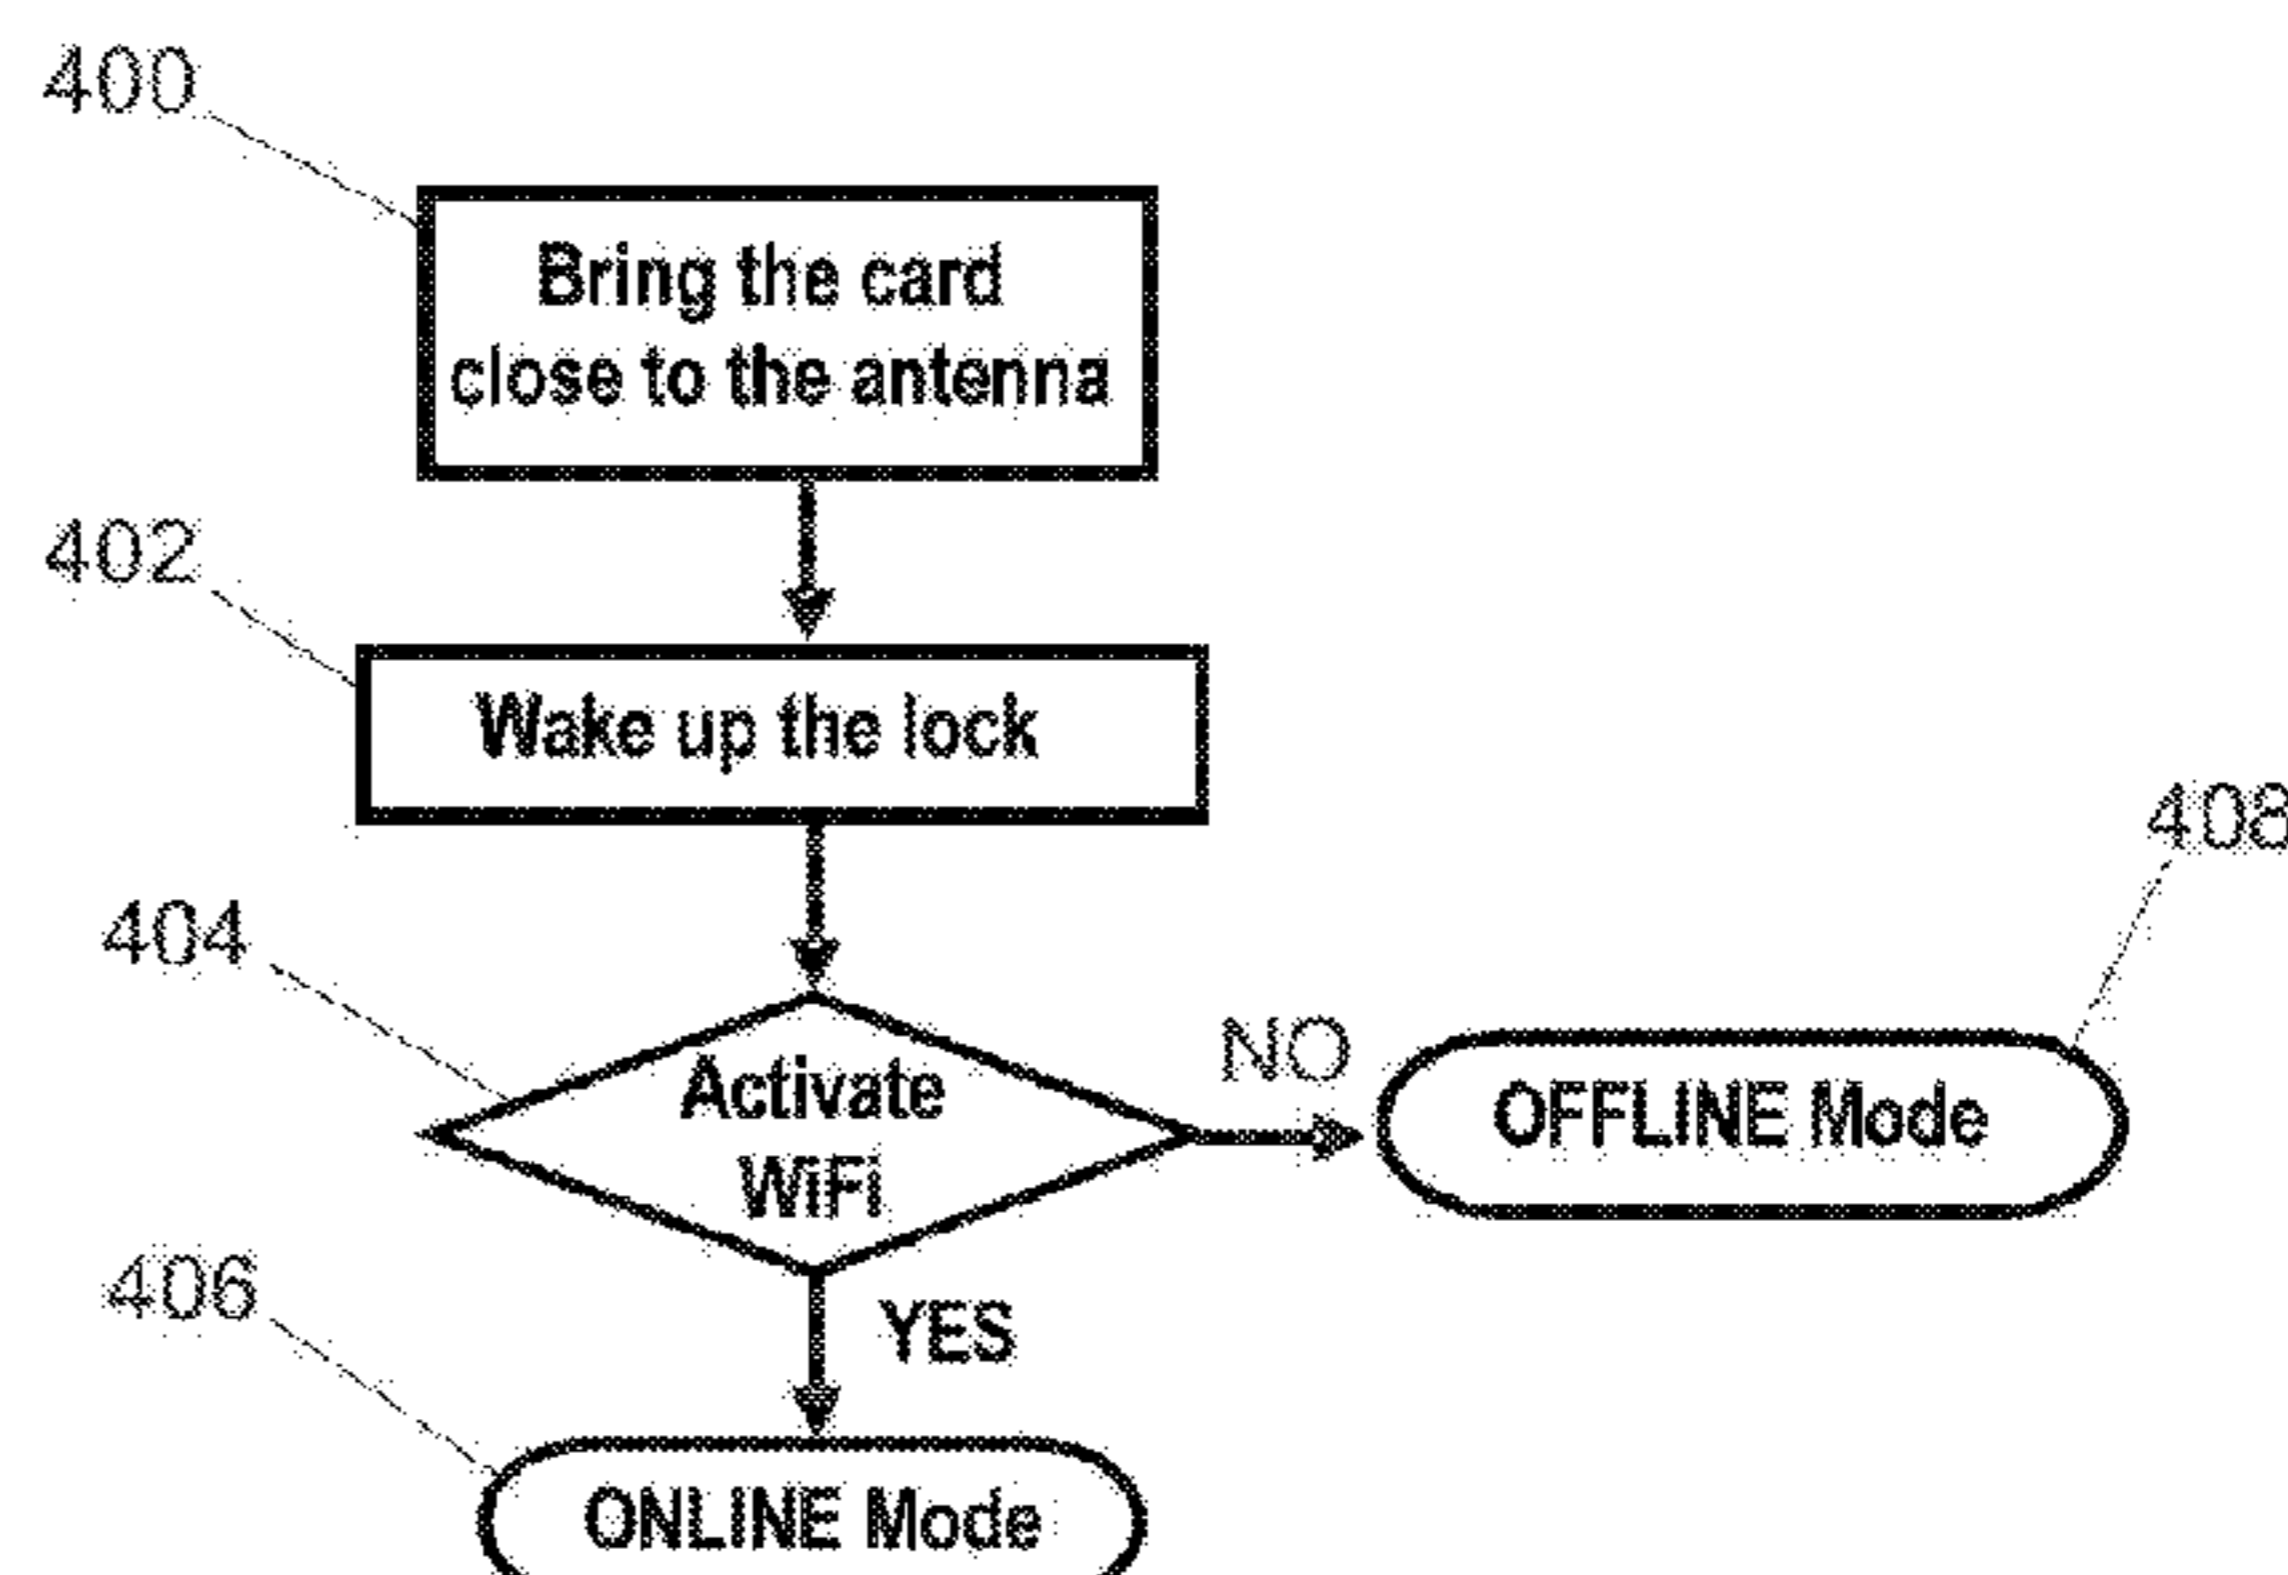 400
Bring the card
close to the antenna
402
Wake up the lock
408
404
Activate
WiFi
NO
OFFLINE Mode
406
YES
ONLINE Mode